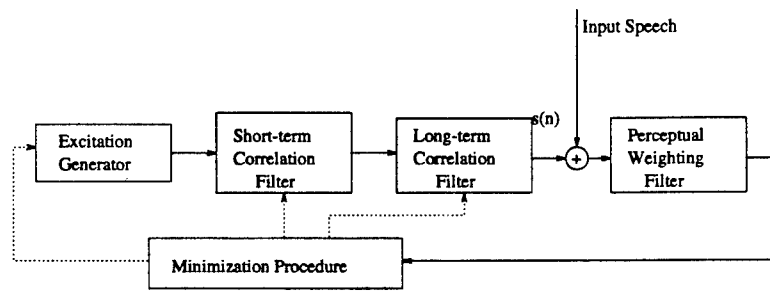 Input Speech
Excitation
Generator
Short-term
Correlation
Filter
Long-term
Correlation
Filter
s(n)
+
Perceptual
Weighting
Filter
Minimization Procedure